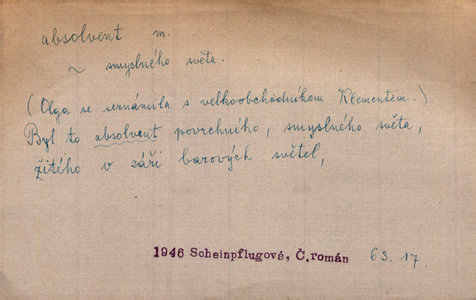 absolvent m.
~ smyslného světa.
(Olga se seznámila s velkoobchodníkem Klementem.)
Byl to absolvent povrchního, smyslného světa,
žitého v záři barových světel,
1946 Scheinpflugové, Č.román 63.17.